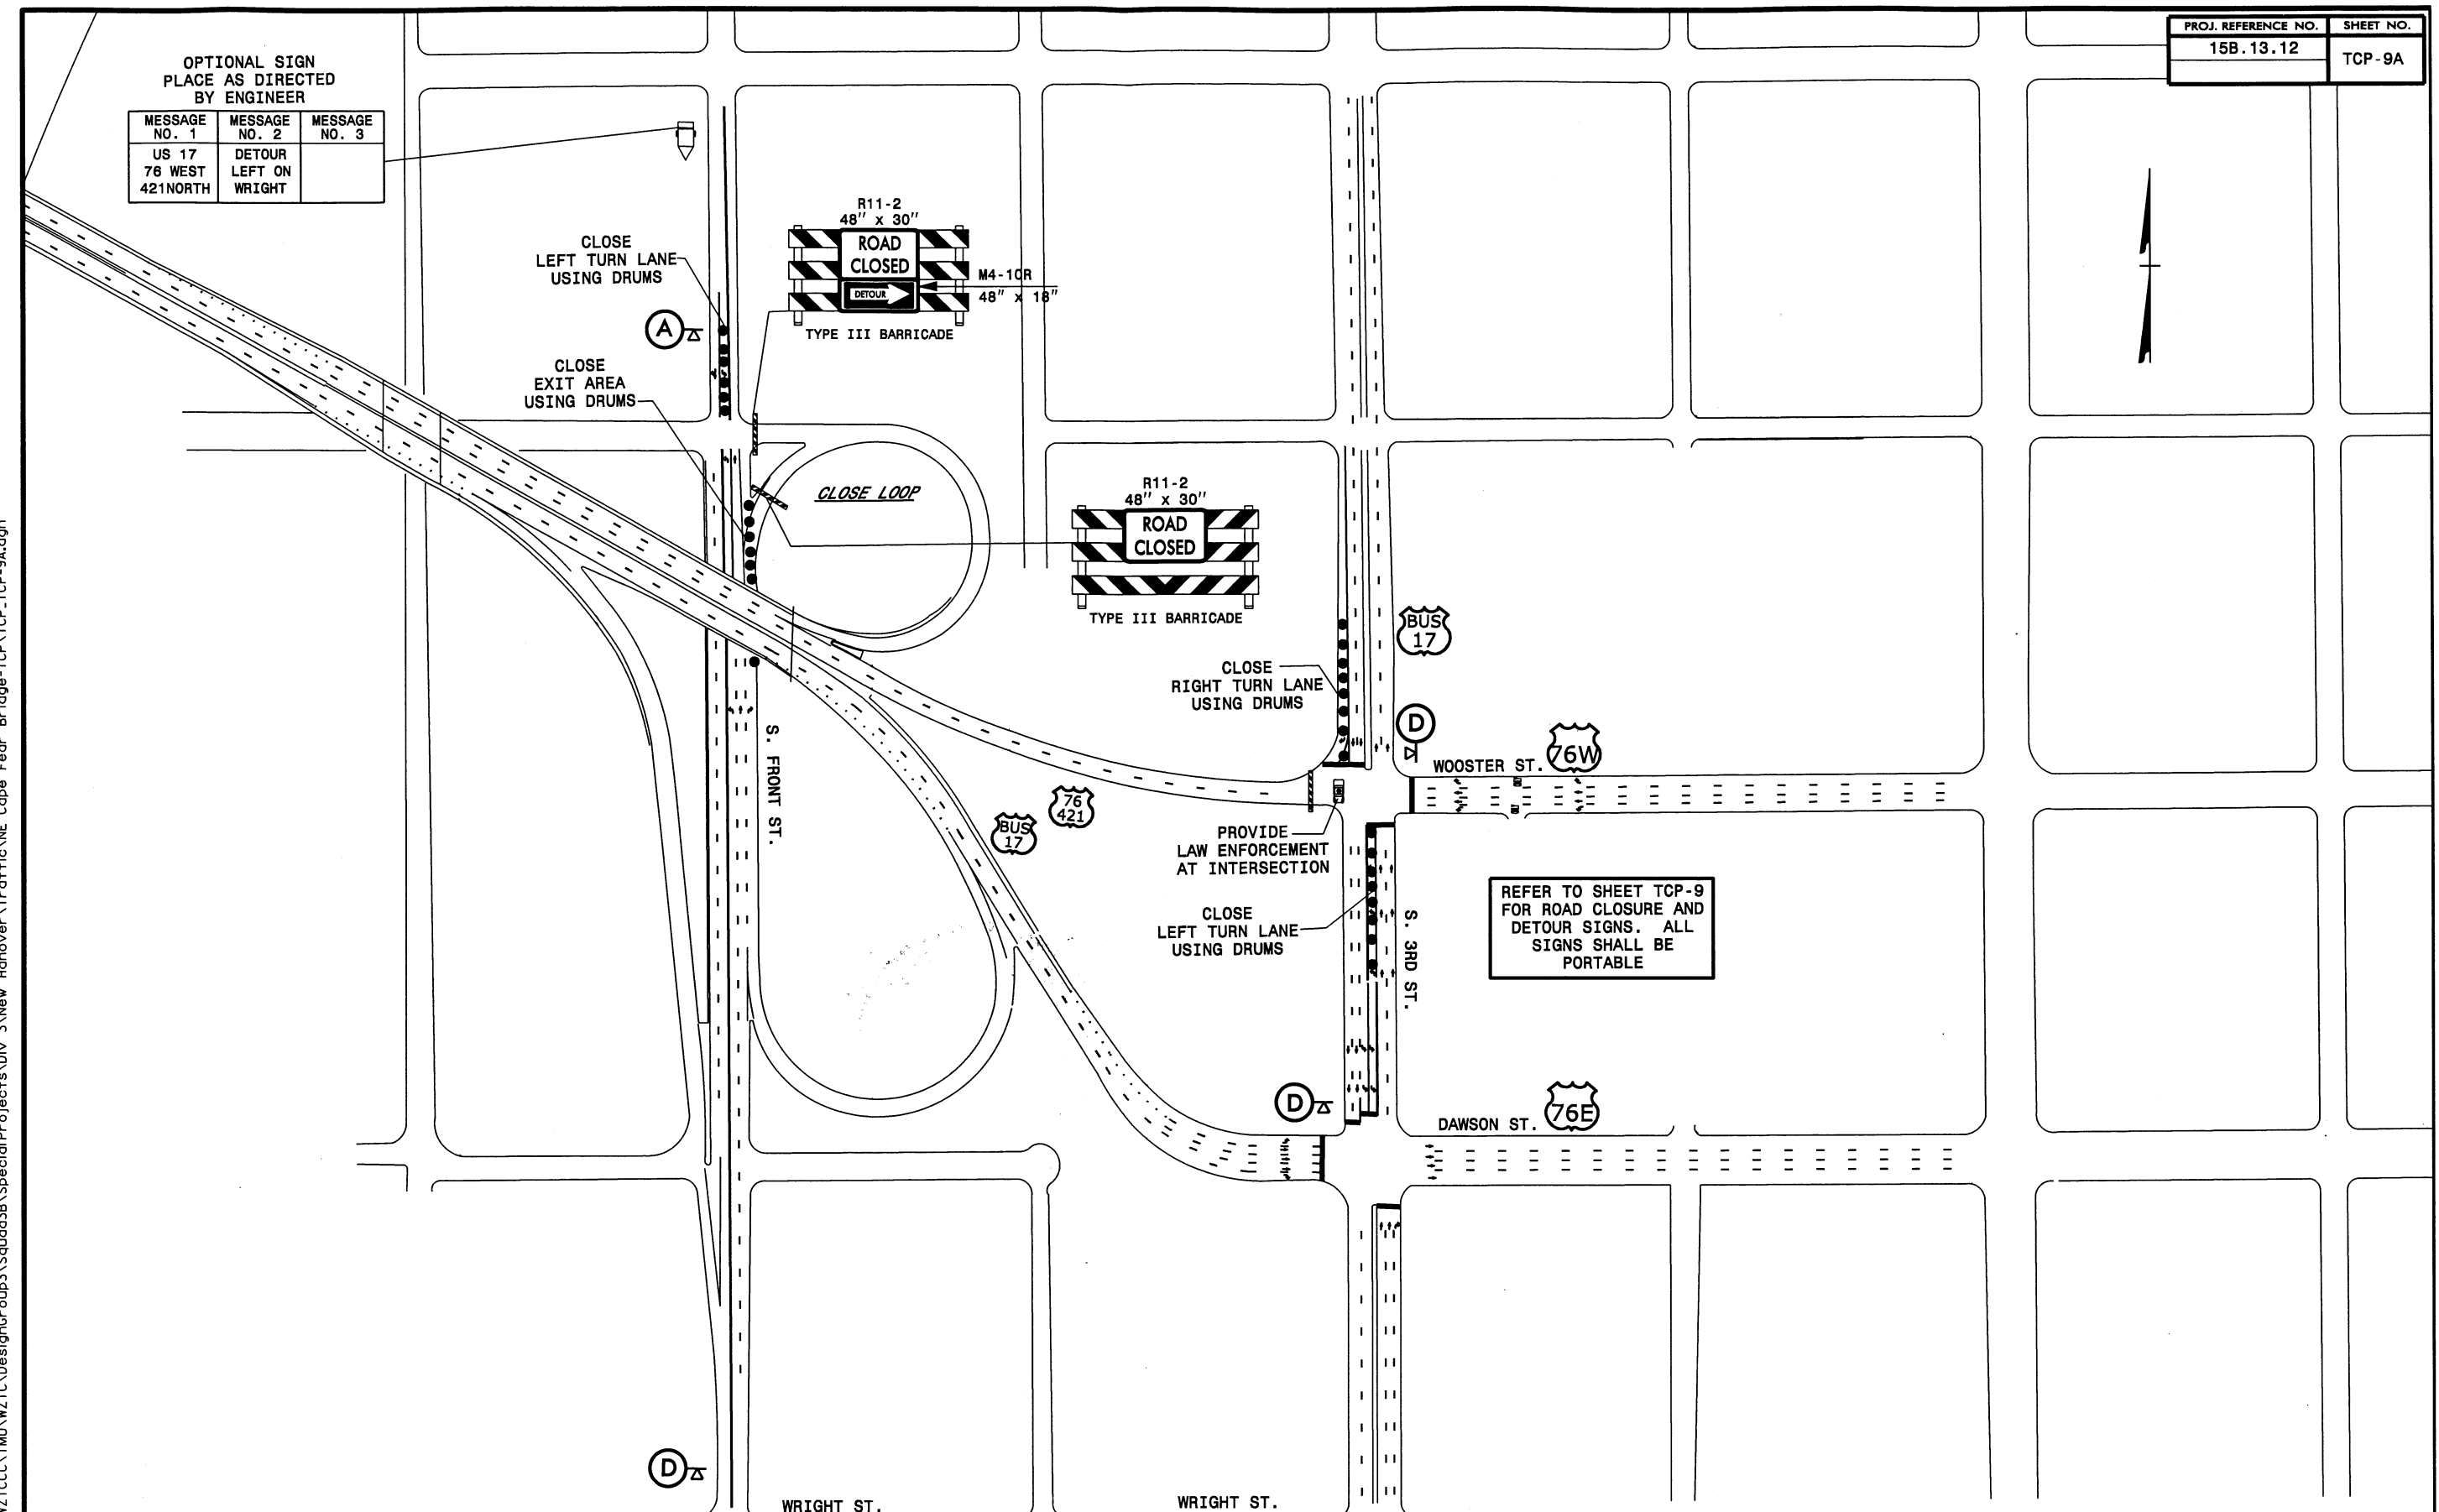 PROJ. REFERENCE NO.
SHEET NO.
15B.13.12
TCP-9A
OPTIONAL SIGN
PLACE AS DIRECTED
BY ENGINEER
MESSAGE NO. 1
MESSAGE NO. 2
MESSAGE NO. 3
US 17
76 WEST
421NORTH
DETOUR
LEFT ON
WRIGHT
R11-2
48" x 30"
ROAD
CLOSED
DETOUR
M4-10R
48" x 18"
TYPE III BARRICADE
CLOSE
LEFT TURN LANE
USING DRUMS
A
CLOSE
EXIT AREA
USING DRUMS
CLOSE LOOP
R11-2
48" x 30"
ROAD
CLOSED
TYPE III BARRICADE
BUS
17
CLOSE
RIGHT TURN LANE
USING DRUMS
D
WOOSTER ST.
76W
S. FRONT ST.
76
421
BUS
17
PROVIDE
LAW ENFORCEMENT
AT INTERSECTION
CLOSE
LEFT TURN LANE
USING DRUMS
S. 3RD ST.
REFER TO SHEET TCP-9
FOR ROAD CLOSURE AND
DETOUR SIGNS. ALL
SIGNS SHALL BE
PORTABLE
D
DAWSON ST.
76E
D
WRIGHT ST.
WRIGHT ST.